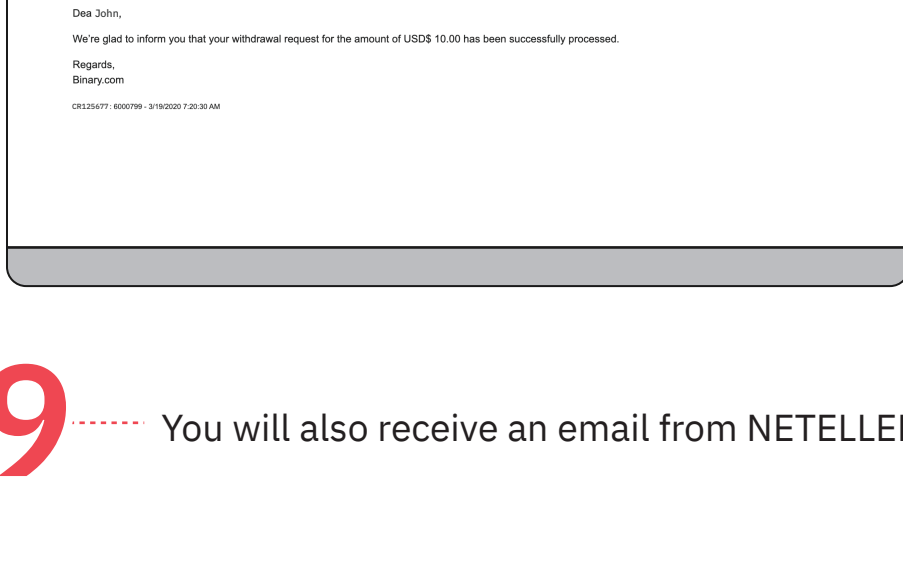 Dea John,
We're glad to inform you that your withdrawal request for the amount of USD$ 10.00 has been successfully processed.
Regards,
Binary.com
CR125677: 6000799 - 3/19/2020 7:20:30 AM
9
You will also receive an email from NETELLE